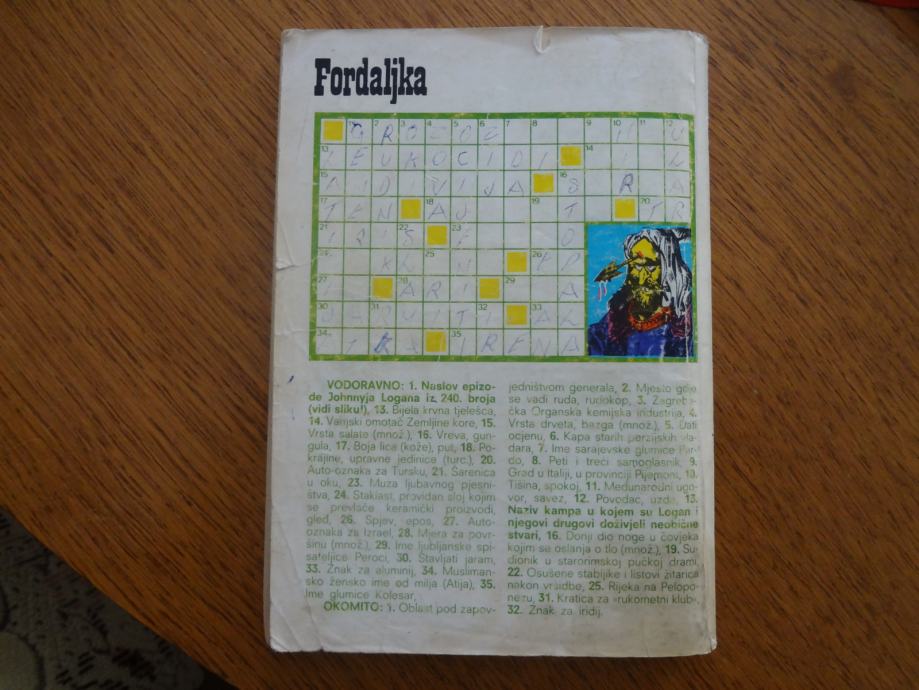 Fordaljka
VODORAVNO: 1. Naslov epizo-
de Johnnyja Logana iz 240. broja
(vidi sliku!), 13. Bijela krvna tjelešca,
14. Vanjski omotač Zemljine kore, 15.
Vrsta salate (množ.), 16. Vreva, gun-
gula, 17. Boja lica (kože), put, 18. Po-
krajine, upravne jedinice (turc.), 20.
Auto-oznaka za Tursku, 21. Šarenica
u oku, 23. Muza ljubavnog pjesni-
štva, 24. Staklast, providan sloj kojim
se prevlače keramički proizvodi,
gleđ, 26. Spjev, epos, 27. Auto-
oznaka za Izrael, 28. Mjera za povr-
šinu (množ.), 29. Ime ljubljanske spi-
sateljice Peroci, 30. Stavljati jaram,
33. Znak za aluminij, 34. Musliman-
sko žensko ime od milja (Atija), 35.
Ime glumice Kolesar,
OKOMITO: 1. Oblast pod zapov-
jedništvom generala, 2. Mjesto gdje
se vadi ruda, rudokop, 3. Zagreba-
čka Organska kemijska industrija, 4.
Vrsta drveta, bazga (množ.), 5. Dati
ocjenu, 6. Kapa starih perzijskih vla-
dara, 7. Ime sarajevske glumice
do, 8. Peti i treći samoglasnik, 9.
Grad u Italiji, u provinciji Pijemont, 10.
Tišina, spokoj, 11. Međunarodni ugo-
vor, savez, 12. Povodac, uzda, 13.
Naziv kampa u kojem su Logan i
njegovi drugovi doživjeli neobične
stvari, 16. Donji dio noge u čovjeka
kojim se oslanja o tlo (množ.), 19. Su-
dionik u starorimskoj pučkoj drami,
22. Osušene stabljike i listovi žitarica
nakon vršidbe, 25. Rijeka na Pelopo-
nezu, 31. Kratica za »rukometni klub«,
32. Znak za iridij.